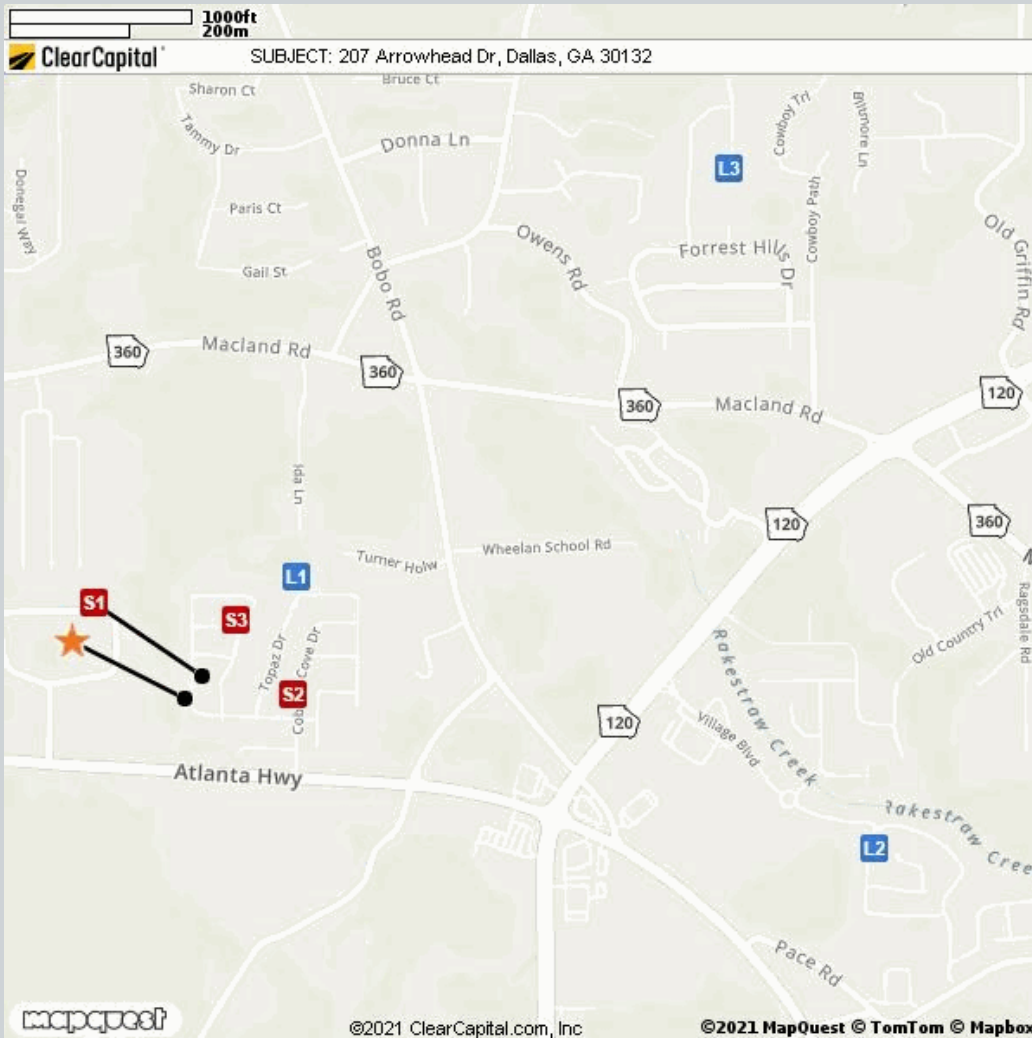 1000ft
200m
ClearCapital
SUBJECT: 207 Arrowhead Dr, Dallas, GA 30132
Sharon Ct
Bruce Ct
Tammy Dr
Donna Ln
Cowboy Trl
Biltmore Ln
L3
Donegal Way
Paris Ct
Cowboy Path
Owens Rd
Forrest Hills Dr
Old Griffin Rd
Gail St
Bobo Rd
360
Macland Rd
360
360
Macland Rd
120
Ida Ln
120
360
Turner Holw
Wheelan School Rd
L1
S1
S3
Topaz Dr
Cove Dr
Ragsdale Rd
Old Country Trl
Rakestraw Creek
S2
120
Village Blvd
Atlanta Hwy
Rakestraw Cree
L2
Pace Rd
mapquest
©2021 ClearCapital.com, Inc
©2021 MapQuest © TomTom © Mapbox